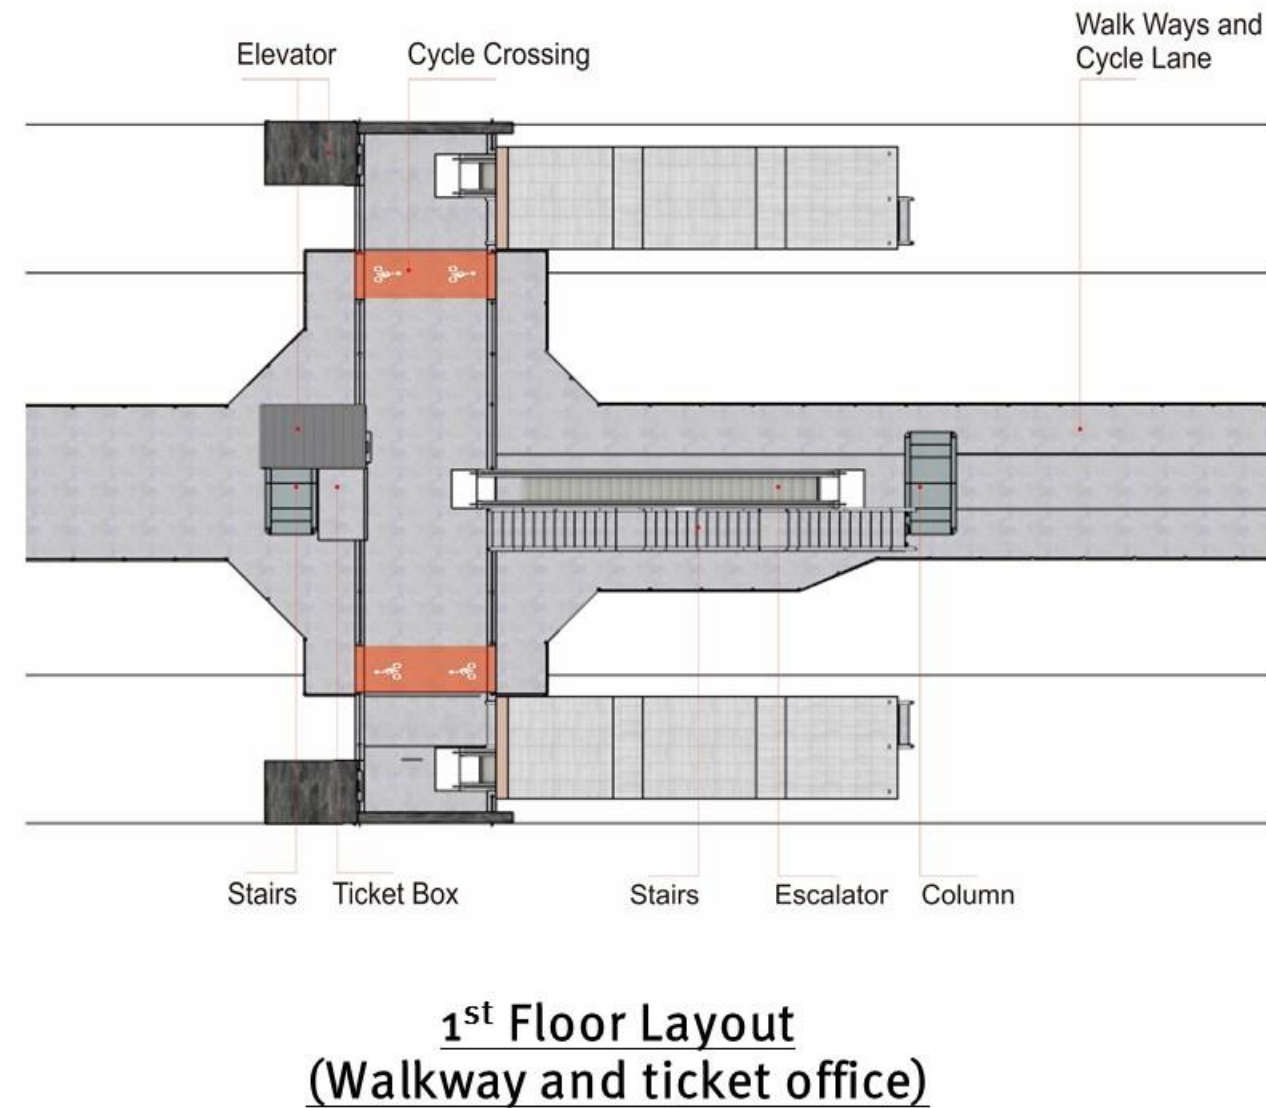 Walk Ways and
Cycle Lane
Elevator
Cycle Crossing
Stairs
Ticket Box
Stairs
Escalator
Column
1st Floor Layout
(Walkway and ticket office)